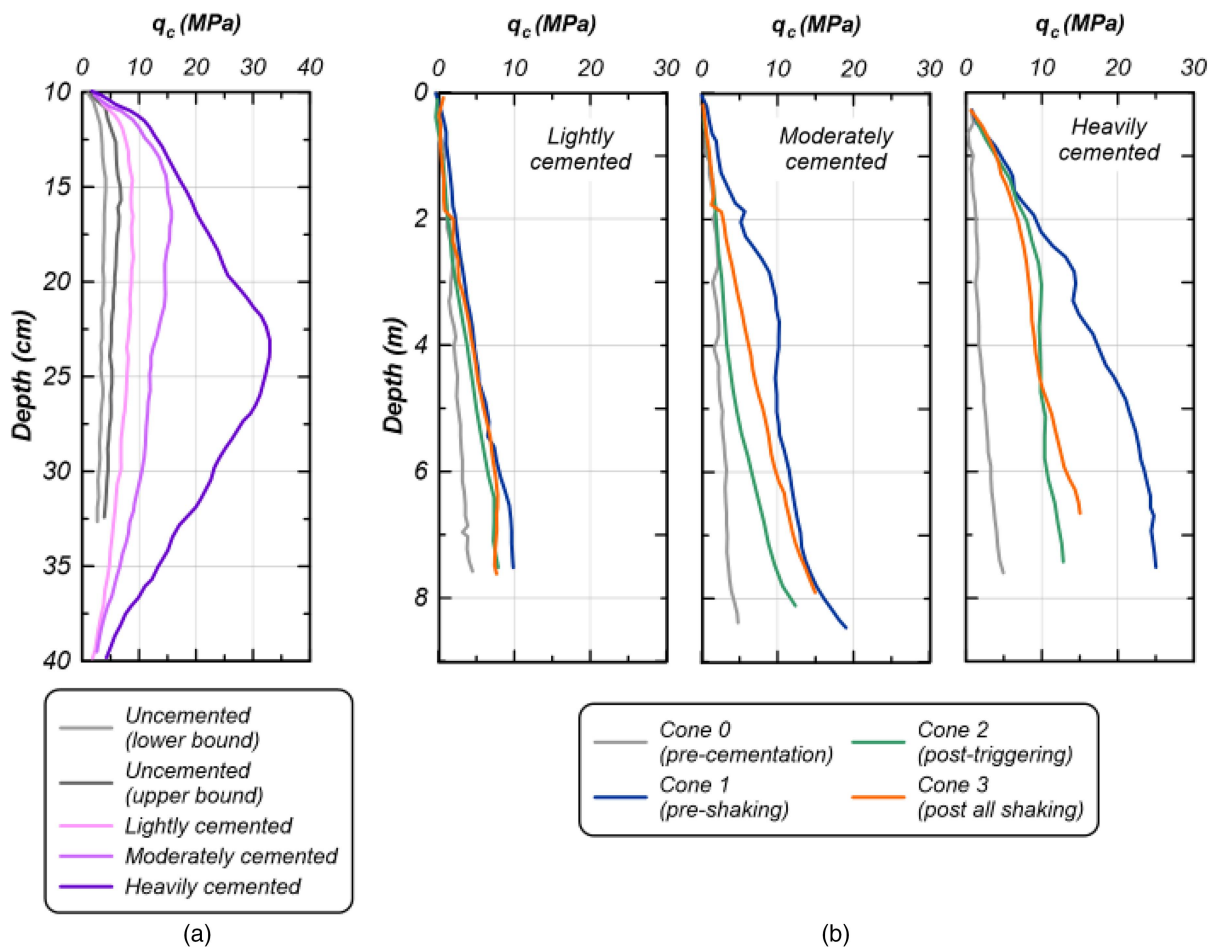 q_c (MPa)
0 10 20 30 40
10
15
20
25
30
35
40
Depth (cm)
Uncemented
(lower bound)
Uncemented
(upper bound)
Lightly cemented
Moderately cemented
Heavily cemented
(a)
q_c (MPa)
0 10 20 30
0
2
4
6
8
Depth (m)
Lightly
cemented
q_c (MPa)
0 10 20 30
Moderately
cemented
q_c (MPa)
0 10 20 30
Heavily
cemented
Cone 0
(pre-cementation)
Cone 1
(pre-shaking)
Cone 2
(post-triggering)
Cone 3
(post all shaking)
(b)